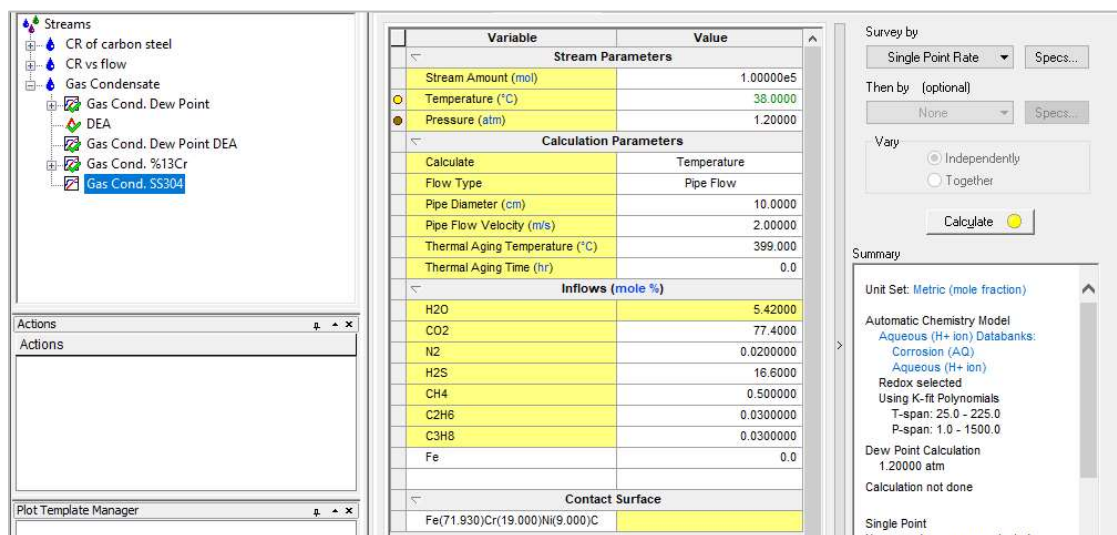 Streams
CR of carbon steel
CR vs flow
Gas Condensate
Gas Cond. Dew Point
DEA
Gas Cond. Dew Point DEA
Gas Cond. %13Cr
Gas Cond. SS304
Actions
Actions
Plot Template Manager
Variable Value
Stream Parameters
Stream Amount (mol) 1.00000e5
Temperature (°C) 38.0000
Pressure (atm) 1.20000
Calculation Parameters
Calculate Temperature
Flow Type Pipe Flow
Pipe Diameter (cm) 10.0000
Pipe Flow Velocity (m/s) 2.00000
Thermal Aging Temperature (°C) 399.000
Thermal Aging Time (hr) 0.0
Inflows (mole %)
H2O 5.42000
CO2 77.4000
N2 0.0200000
H2S 16.6000
CH4 0.500000
C2H6 0.0300000
C3H8 0.0300000
Fe 0.0
Contact Surface
Fe(71.930)Cr(19.000)Ni(9.000)C
Survey by
Single Point Rate Specs...
Then by (optional)
None Specs...
Vary
Independently
Together
Calculate
Summary
Unit Set: Metric (mole fraction)
Automatic Chemistry Model
Aqueous (H+ ion) Databanks:
Corrosion (AQ)
Aqueous (H+ ion)
Redox selected
Using K-fit Polynomials
T-span: 25.0 - 225.0
P-span: 1.0 - 1500.0
Dew Point Calculation
1.20000 atm
Calculation not done
Single Point